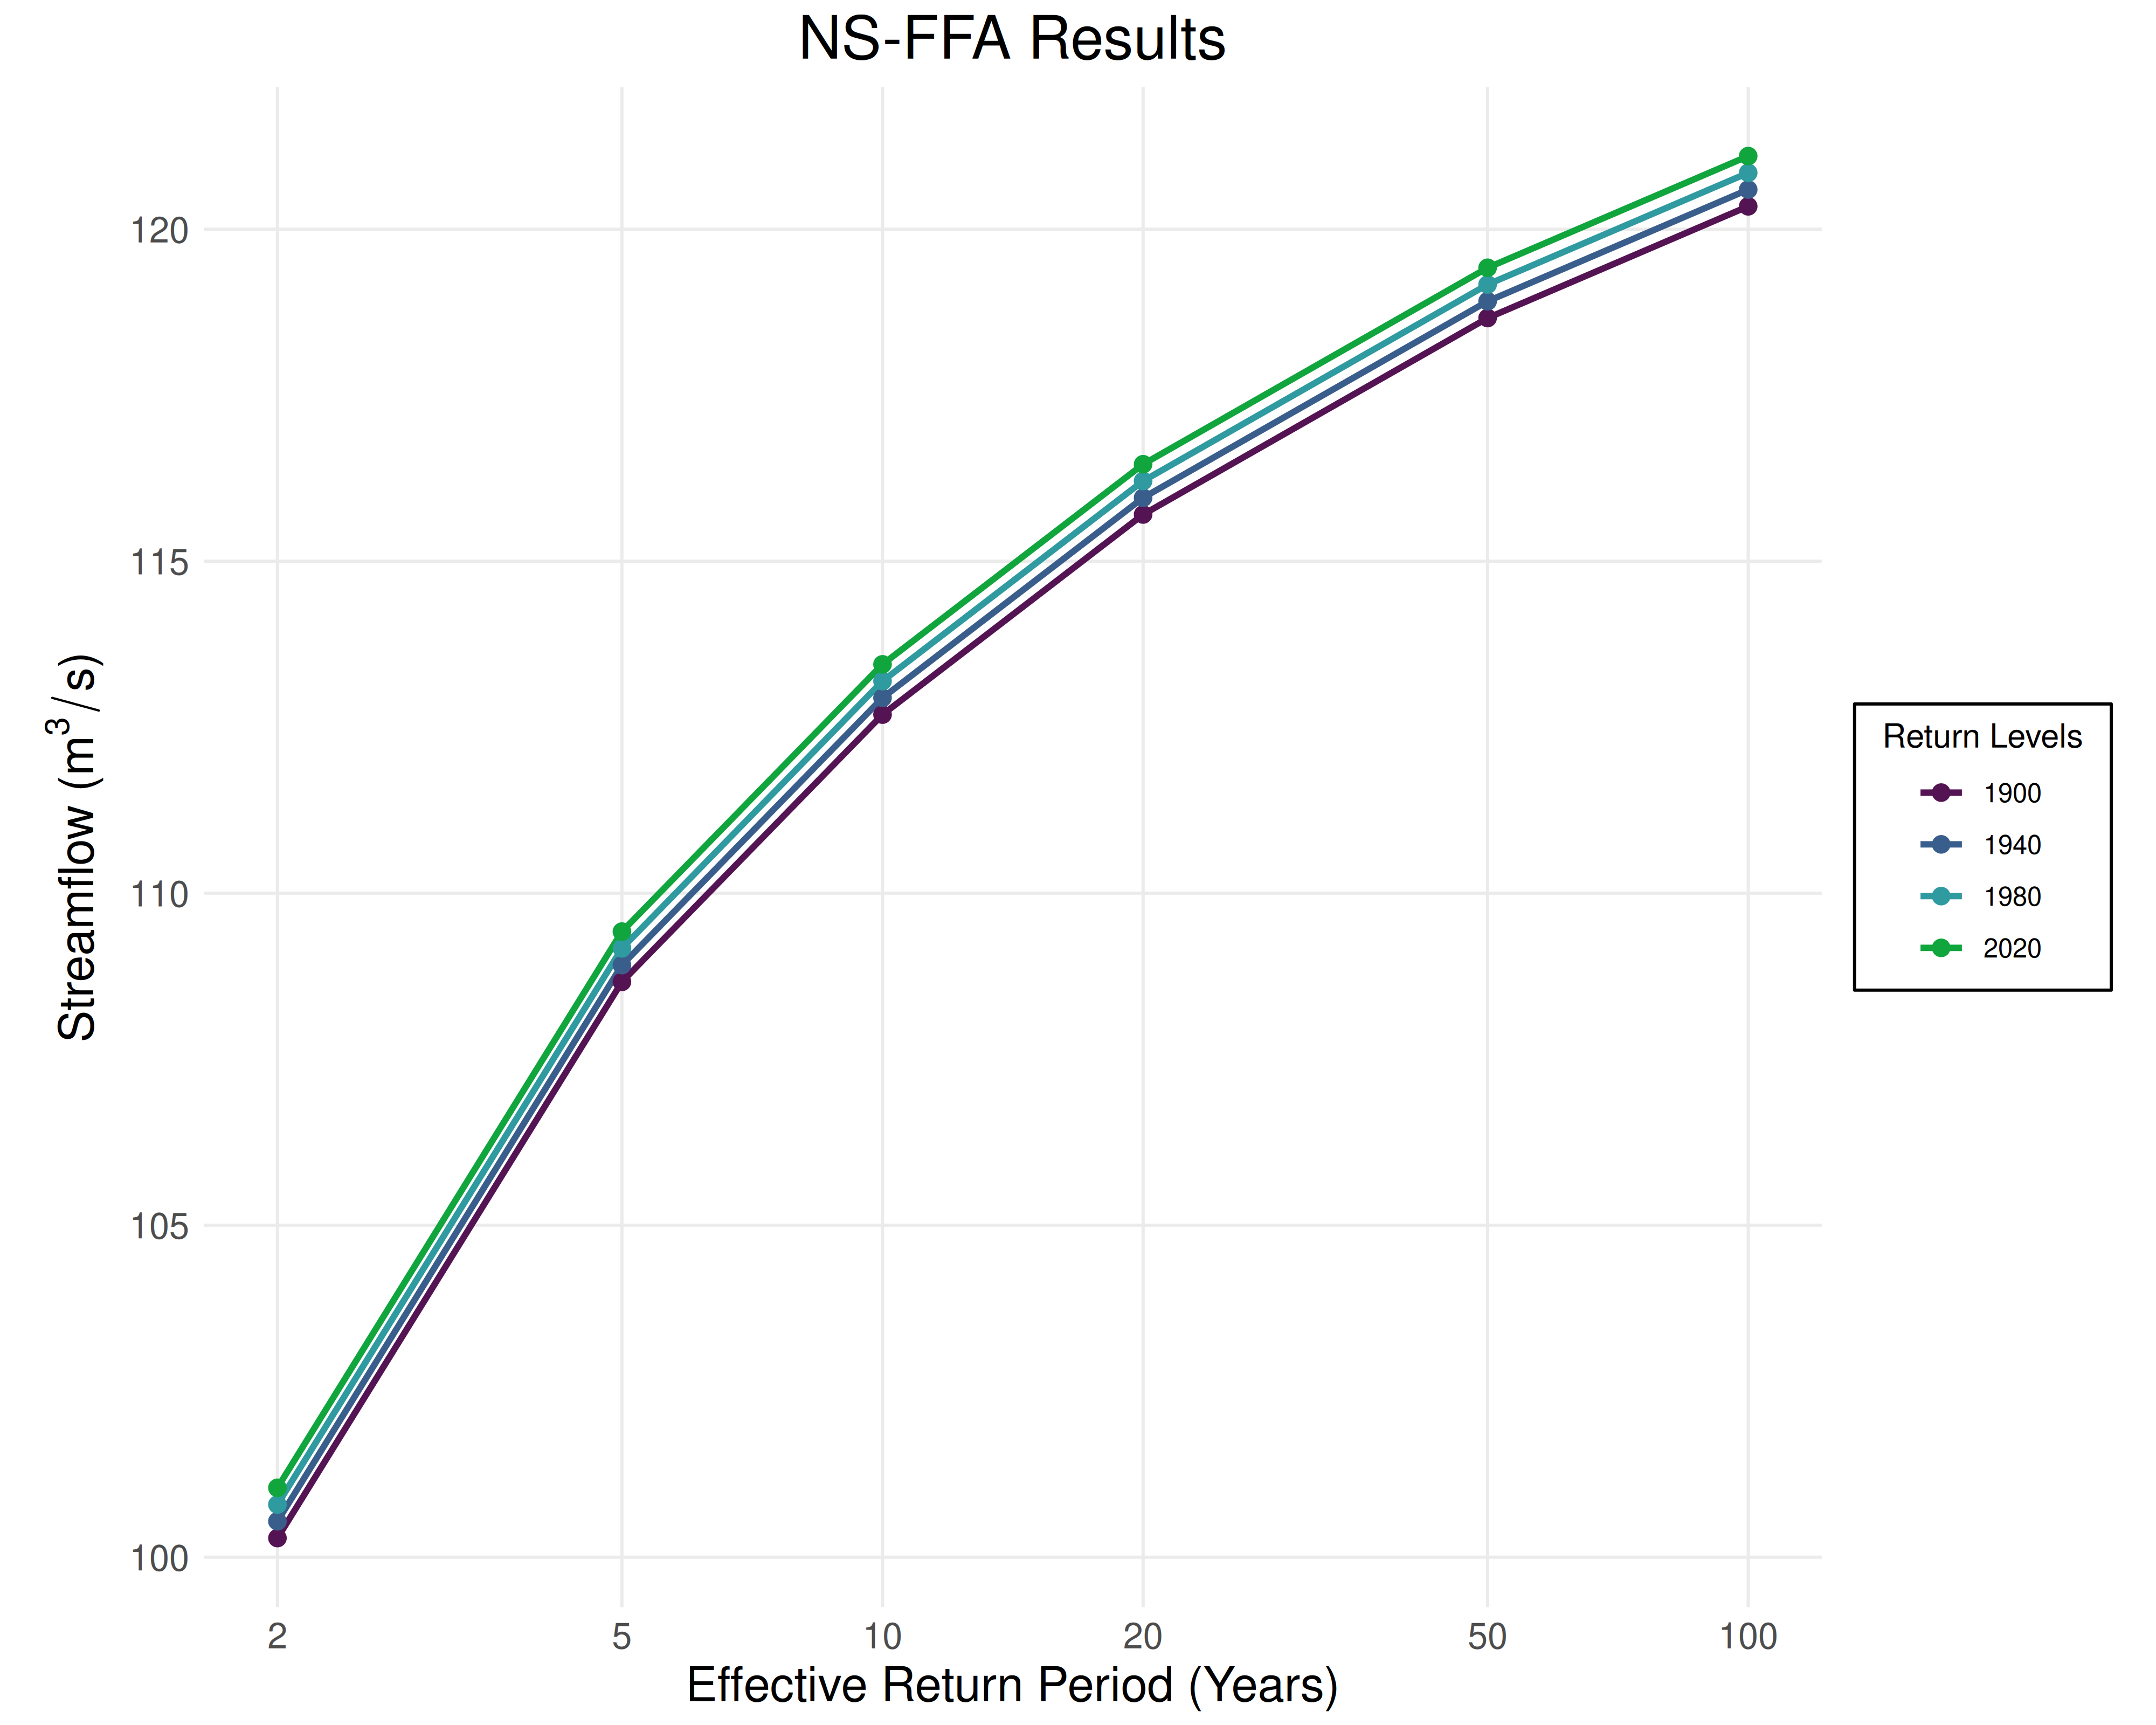 NS-FFA Results
120
115
110
105
100
Streamflow (m³/s)
2 5 10 20 50 100
Effective Return Period (Years)
Return Levels
1900
1940
1980
2020